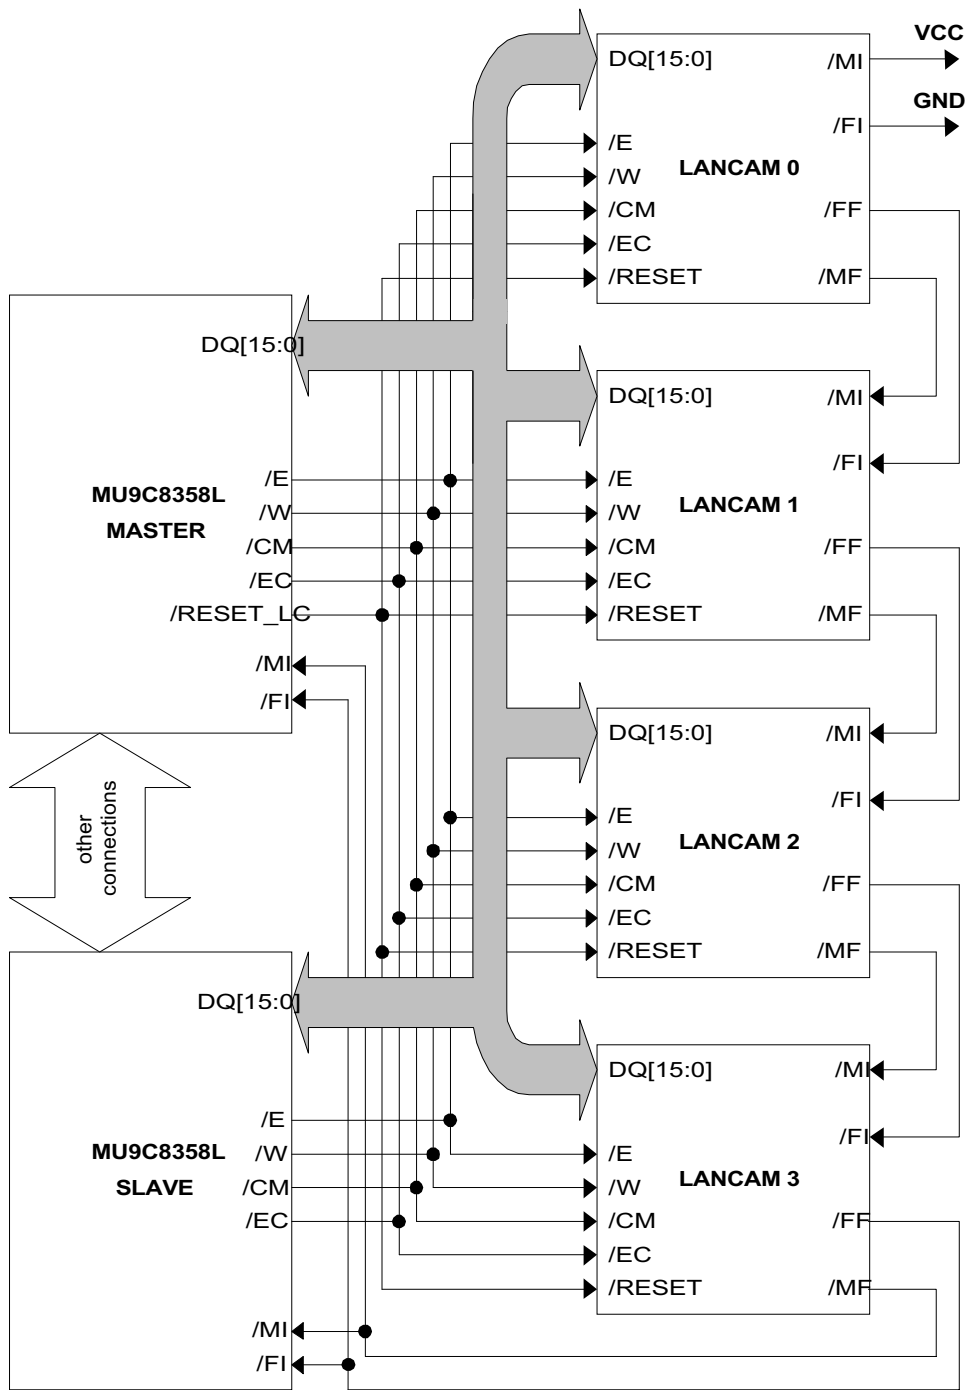 VCC
DQ[15:0]
/MI
GND
/FI
/E
LANCAM 0
/W
/CM
/FF
/EC
/RESET
/MF
DQ[15:0]
DQ[15:0]
/MI
/FI
/E
/E
MU9C8358L
LANCAM 1
/W
/W
MASTER
/CM
/CM
/FF
/EC
/EC
/RESET_LC
/RESET
/MF
/MI
/FI
DQ[15:0]
/MI
other
connections
/FI
/E
LANCAM 2
/W
/CM
/FF
/EC
/RESET
/MF
DQ[15:0]
DQ[15:0]
/MI
/E
/FI
MU9C8358L
/W
/E
SLAVE
/CM
LANCAM 3
/W
/EC
/CM
/FF
/EC
/RESET
/MF
/MI
/FI